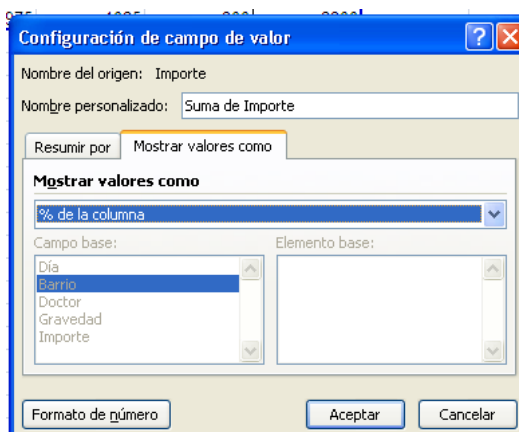 Configuración de campo de valor
Nombre del origen: Importe
Nombre personalizado: Suma de Importe
Resumir por Mostrar valores como
Mostrar valores como
% de la columna
Campo base: Elemento base:
Día
Barrio
Doctor
Gravedad
Importe
Formato de número Aceptar Cancelar